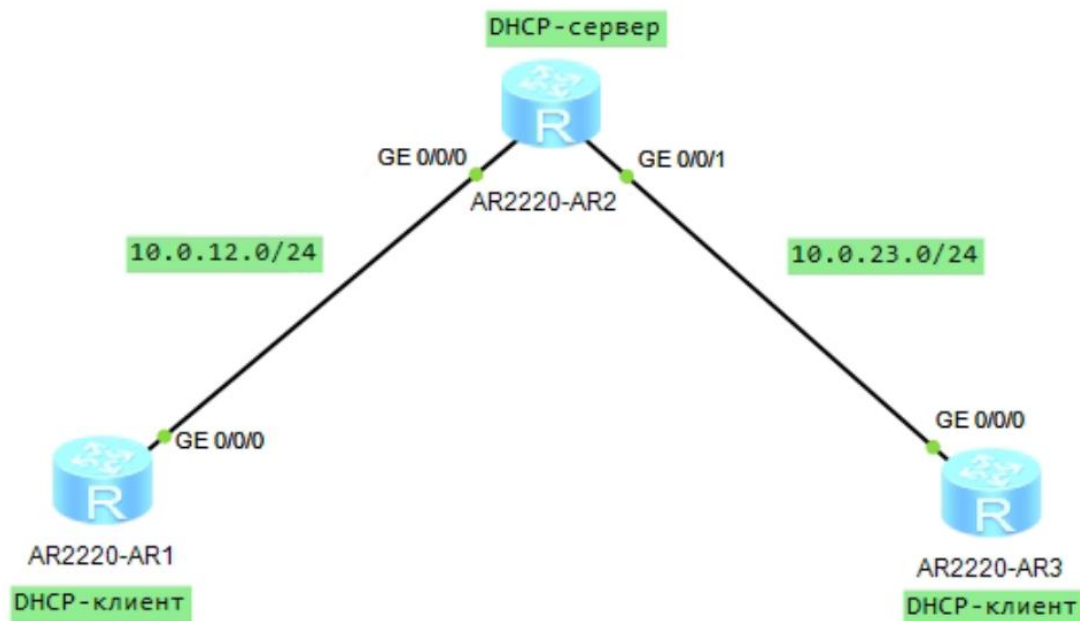 DHCP-сервер
R
GE 0/0/0
GE 0/0/1
AR2220-AR2
10.0.12.0/24
10.0.23.0/24
GE 0/0/0
GE 0/0/0
R
R
AR2220-AR1
AR2220-AR3
DHCP-клиент
DHCP-клиент